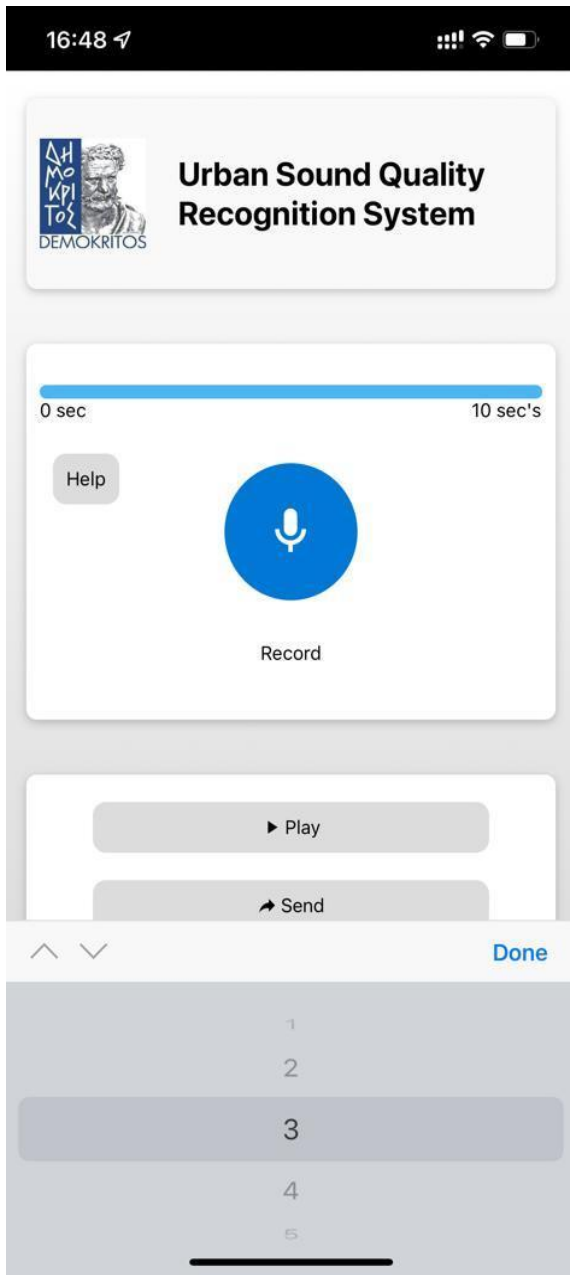 16:48
ΔΗ
ΜΟ
ΚΡΙ
ΤΟΣ
DEMOKRITOS
Urban Sound Quality
Recognition System
0 sec
10 sec's
Help
Record
Play
Send
Done
1
2
3
4
5